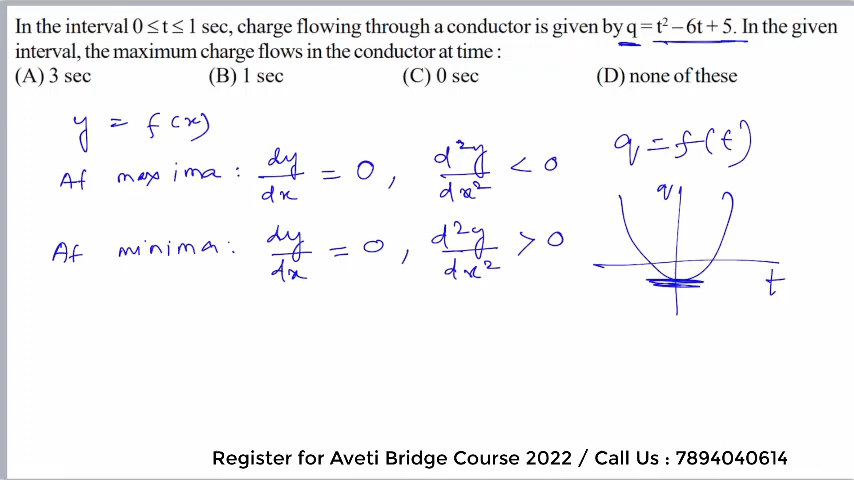 In the interval 0 ≤ t ≤ 1 sec, charge flowing through a conductor is given by q = t² – 6t + 5. In the given
interval, the maximum charge flows in the conductor at time :
(A) 3 sec (B) 1 sec (C) 0 sec (D) none of these
y = f(x)
q = f(t)
At maxima : dy/dx = 0 , d²y/dx² < 0
q
At minima : dy/dx = 0 , d²y/dx² > 0
t
Register for Aveti Bridge Course 2022 / Call Us : 7894040614